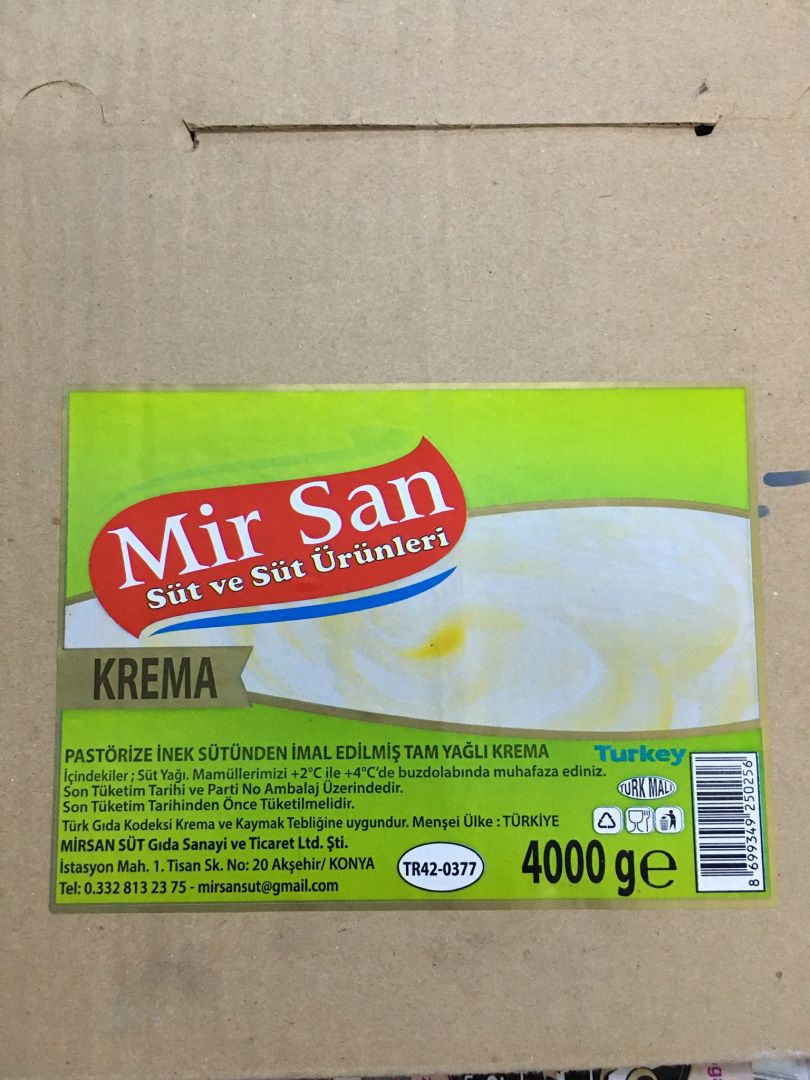 Mir San
Süt ve Süt Ürünleri
KREMA
PASTÖRİZE İNEK SÜTÜNDEN İMAL EDİLMİŞ TAM YAĞLI KREMA
Turkey
İçindekiler ; Süt Yağı. Mamüllerimizi +2°C ile +4°C'de buzdolabında muhafaza ediniz.
Son Tüketim Tarihi ve Parti No Ambalaj Üzerindedir.
TÜRK MALI
Son Tüketim Tarihinden Önce Tüketilmelidir.
Türk Gıda Kodeksi Krema ve Kaymak Tebliğine uygundur. Menşei Ülke : TÜRKİYE
MİRSAN SÜT Gıda Sanayi ve Ticaret Ltd. Şti.
İstasyon Mah. 1. Tisan Sk. No: 20 Akşehir/ KONYA
Tel: 0.332 813 23 75 - mirsansut@gmail.com
TR42-0377
4000 g e
8 699349 250256